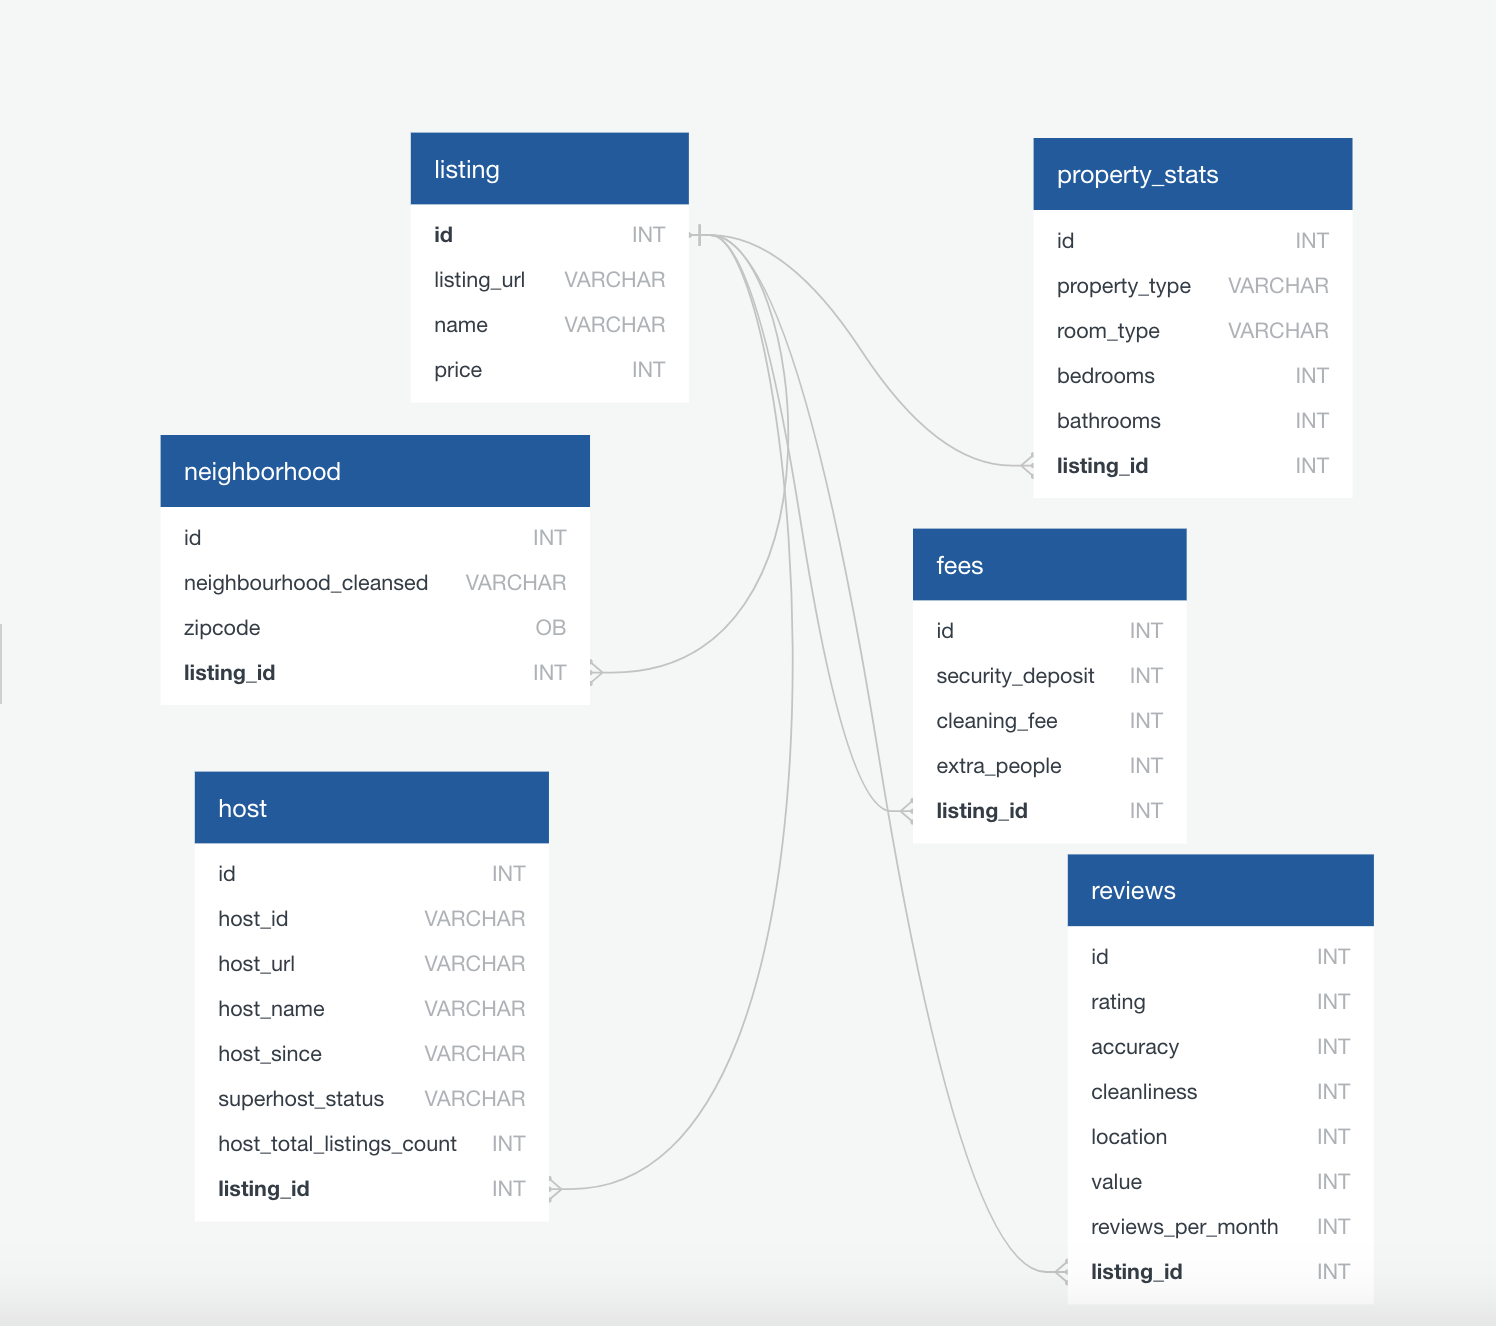 listing
id INT
listing_url VARCHAR
name VARCHAR
price INT
property_stats
id INT
property_type VARCHAR
room_type VARCHAR
bedrooms INT
bathrooms INT
listing_id INT
neighborhood
id INT
neighbourhood_cleansed VARCHAR
zipcode OB
listing_id INT
fees
id INT
security_deposit INT
cleaning_fee INT
extra_people INT
listing_id INT
host
id INT
host_id VARCHAR
host_url VARCHAR
host_name VARCHAR
host_since VARCHAR
superhost_status VARCHAR
host_total_listings_count INT
listing_id INT
reviews
id INT
rating INT
accuracy INT
cleanliness INT
location INT
value INT
reviews_per_month INT
listing_id INT